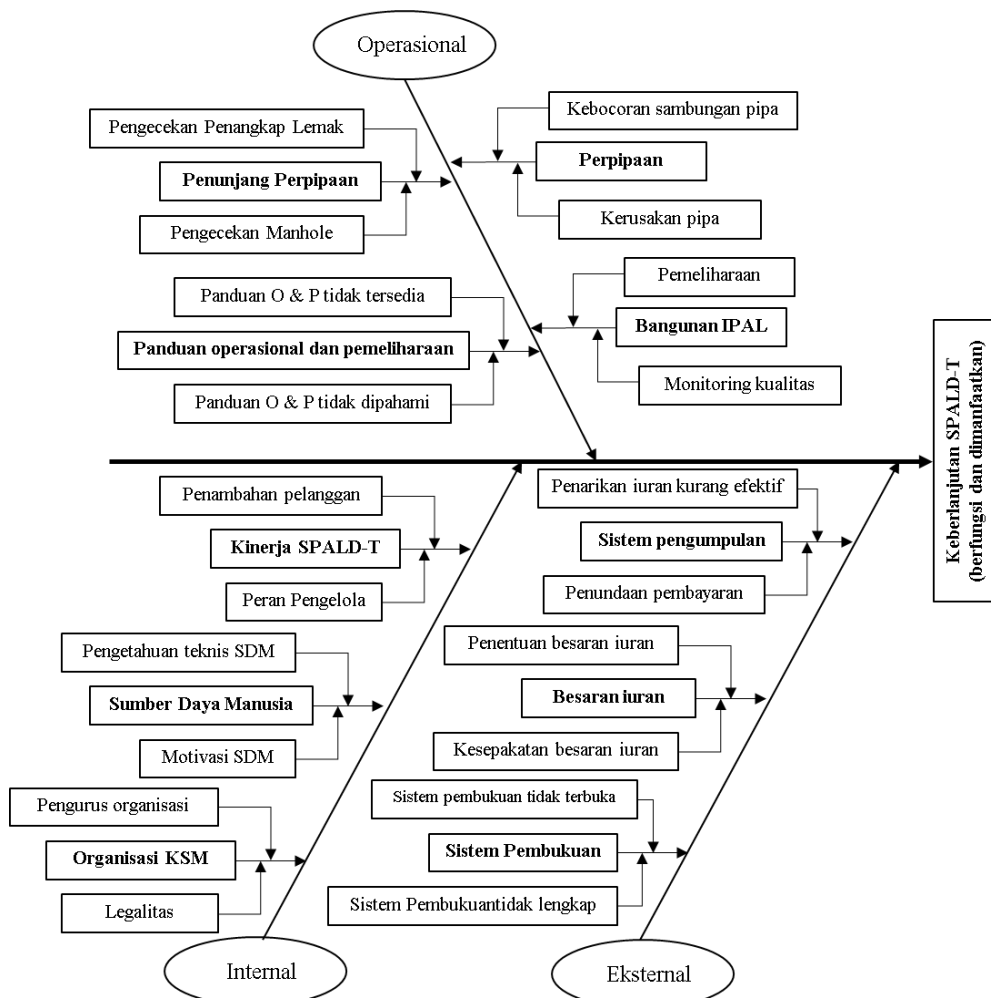 Operasional
Pengecekan Penangkap Lemak
Penunjang Perpipaan
Pengecekan Manhole
Kebocoran sambungan pipa
Perpipaan
Kerusakan pipa
Panduan O & P tidak tersedia
Panduan operasional dan pemeliharaan
Panduan O & P tidak dipahami
Pemeliharaan
Bangunan IPAL
Monitoring kualitas
Keberlanjutan SPALD-T
(berfungsi dan dimanfaatkan)
Penambahan pelanggan
Kinerja SPALD-T
Peran Pengelola
Pengetahuan teknis SDM
Sumber Daya Manusia
Motivasi SDM
Pengurus organisasi
Organisasi KSM
Legalitas
Internal
Penarikan iuran kurang efektif
Sistem pengumpulan
Penundaan pembayaran
Penentuan besaran iuran
Besaran iuran
Kesepakatan besaran iuran
Sistem pembukuan tidak terbuka
Sistem Pembukuan
Sistem Pembukuantidak lengkap
Eksternal